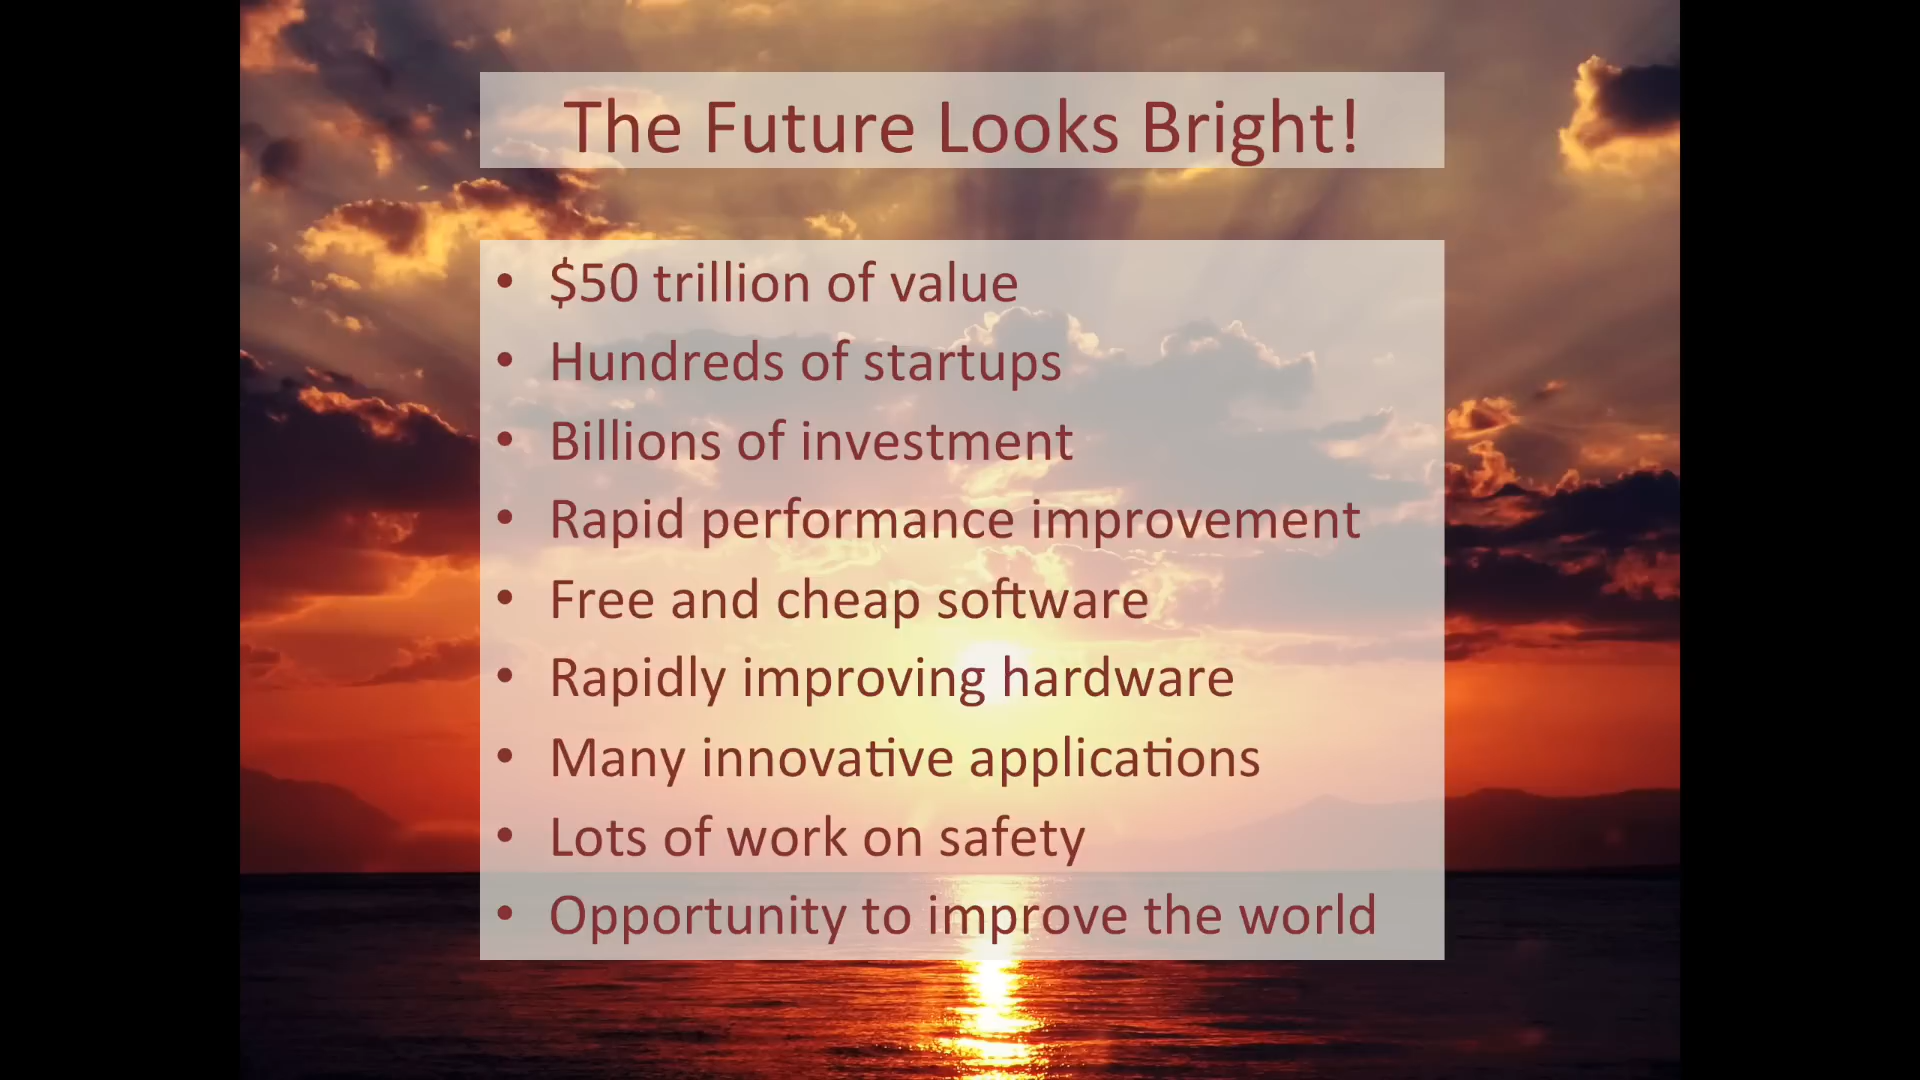 The Future Looks Bright!
• $50 trillion of value
• Hundreds of startups
• Billions of investment
• Rapid performance improvement
• Free and cheap software
• Rapidly improving hardware
• Many innovative applications
• Lots of work on safety
• Opportunity to improve the world